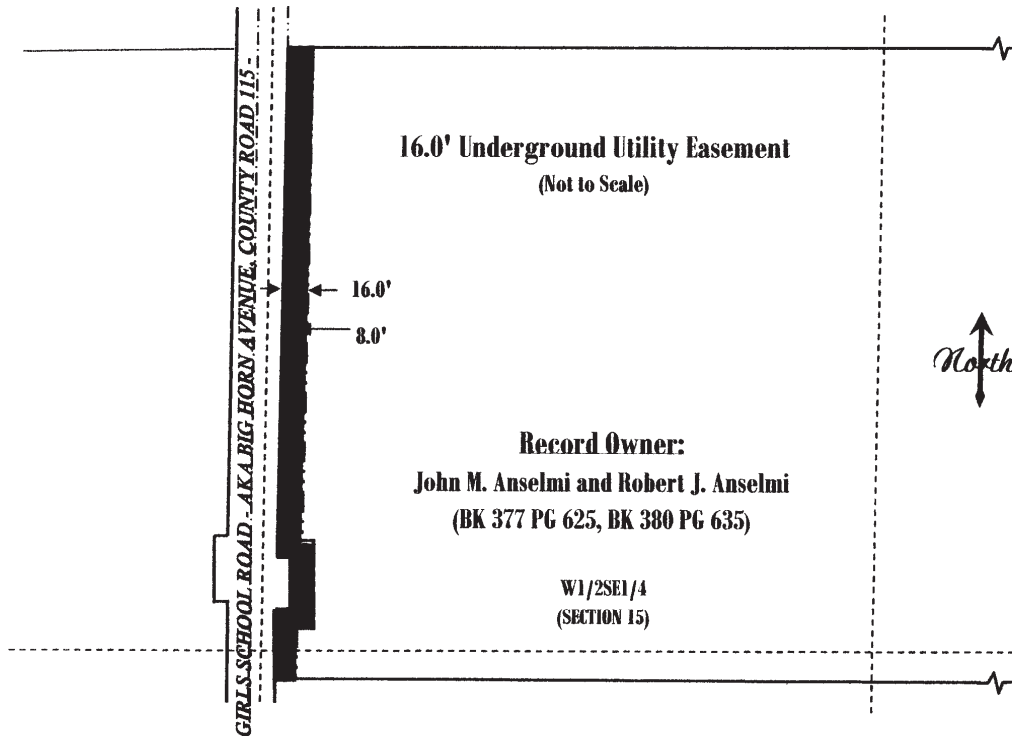 16.0' Underground Utility Easement
(Not to Scale)
GIRLS SCHOOL ROAD - AKA BIG HORN AVENUE, COUNTY ROAD 115 -
16.0'
8.0'
North
Record Owner:
John M. Anselmi and Robert J. Anselmi
(BK 377 PG 625, BK 380 PG 635)
W1/2SE1/4
(SECTION 15)